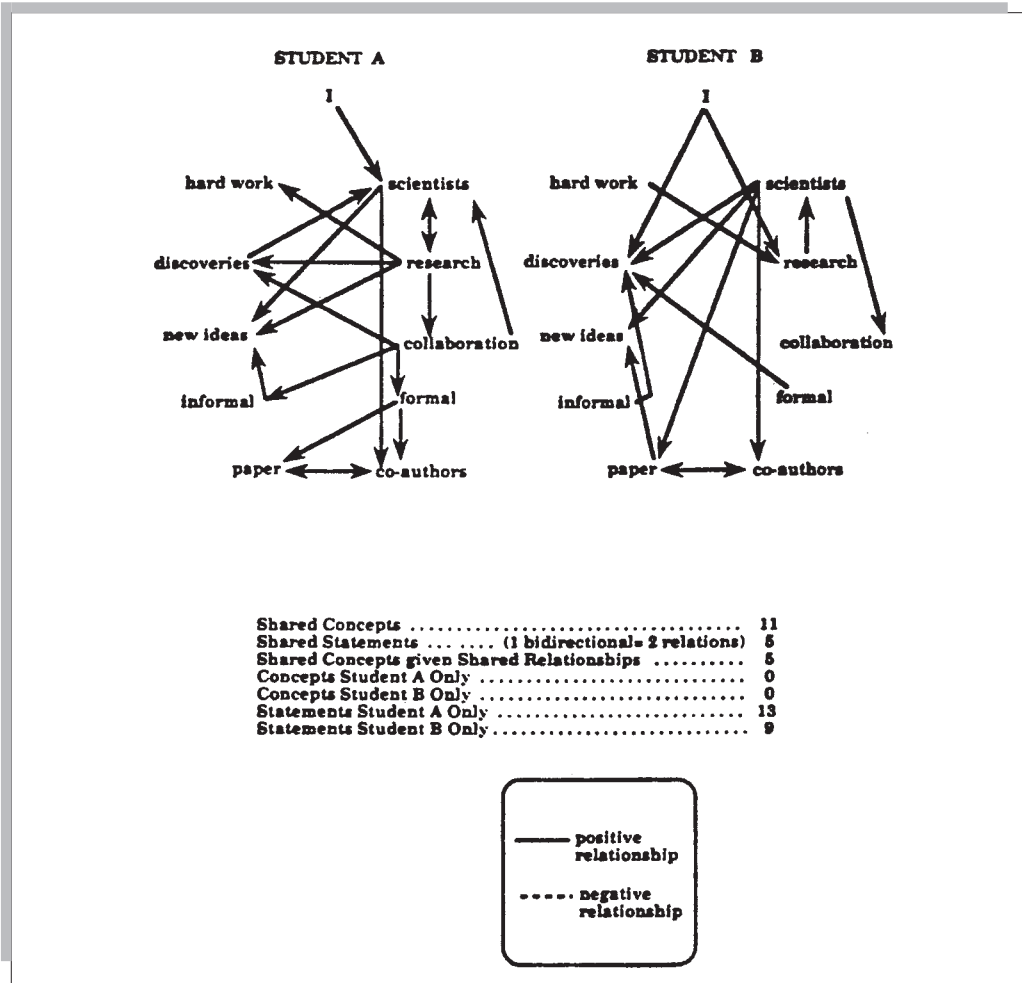 STUDENT A
I
hard work
scientists
discoveries
research
new ideas
collaboration
informal
formal
paper
co-authors
STUDENT B
I
hard work
scientists
discoveries
research
new ideas
collaboration
informal
formal
paper
co-authors
Shared Concepts .................................... 11
Shared Statements ... ....... (1 bidirectional= 2 relations) 5
Shared Concepts given Shared Relationships .......... 5
Concepts Student A Only ............................. 0
Concepts Student B Only ............................. 0
Statements Student A Only ........................... 13
Statements Student B Only ............................ 9
positive
relationship
negative
relationship